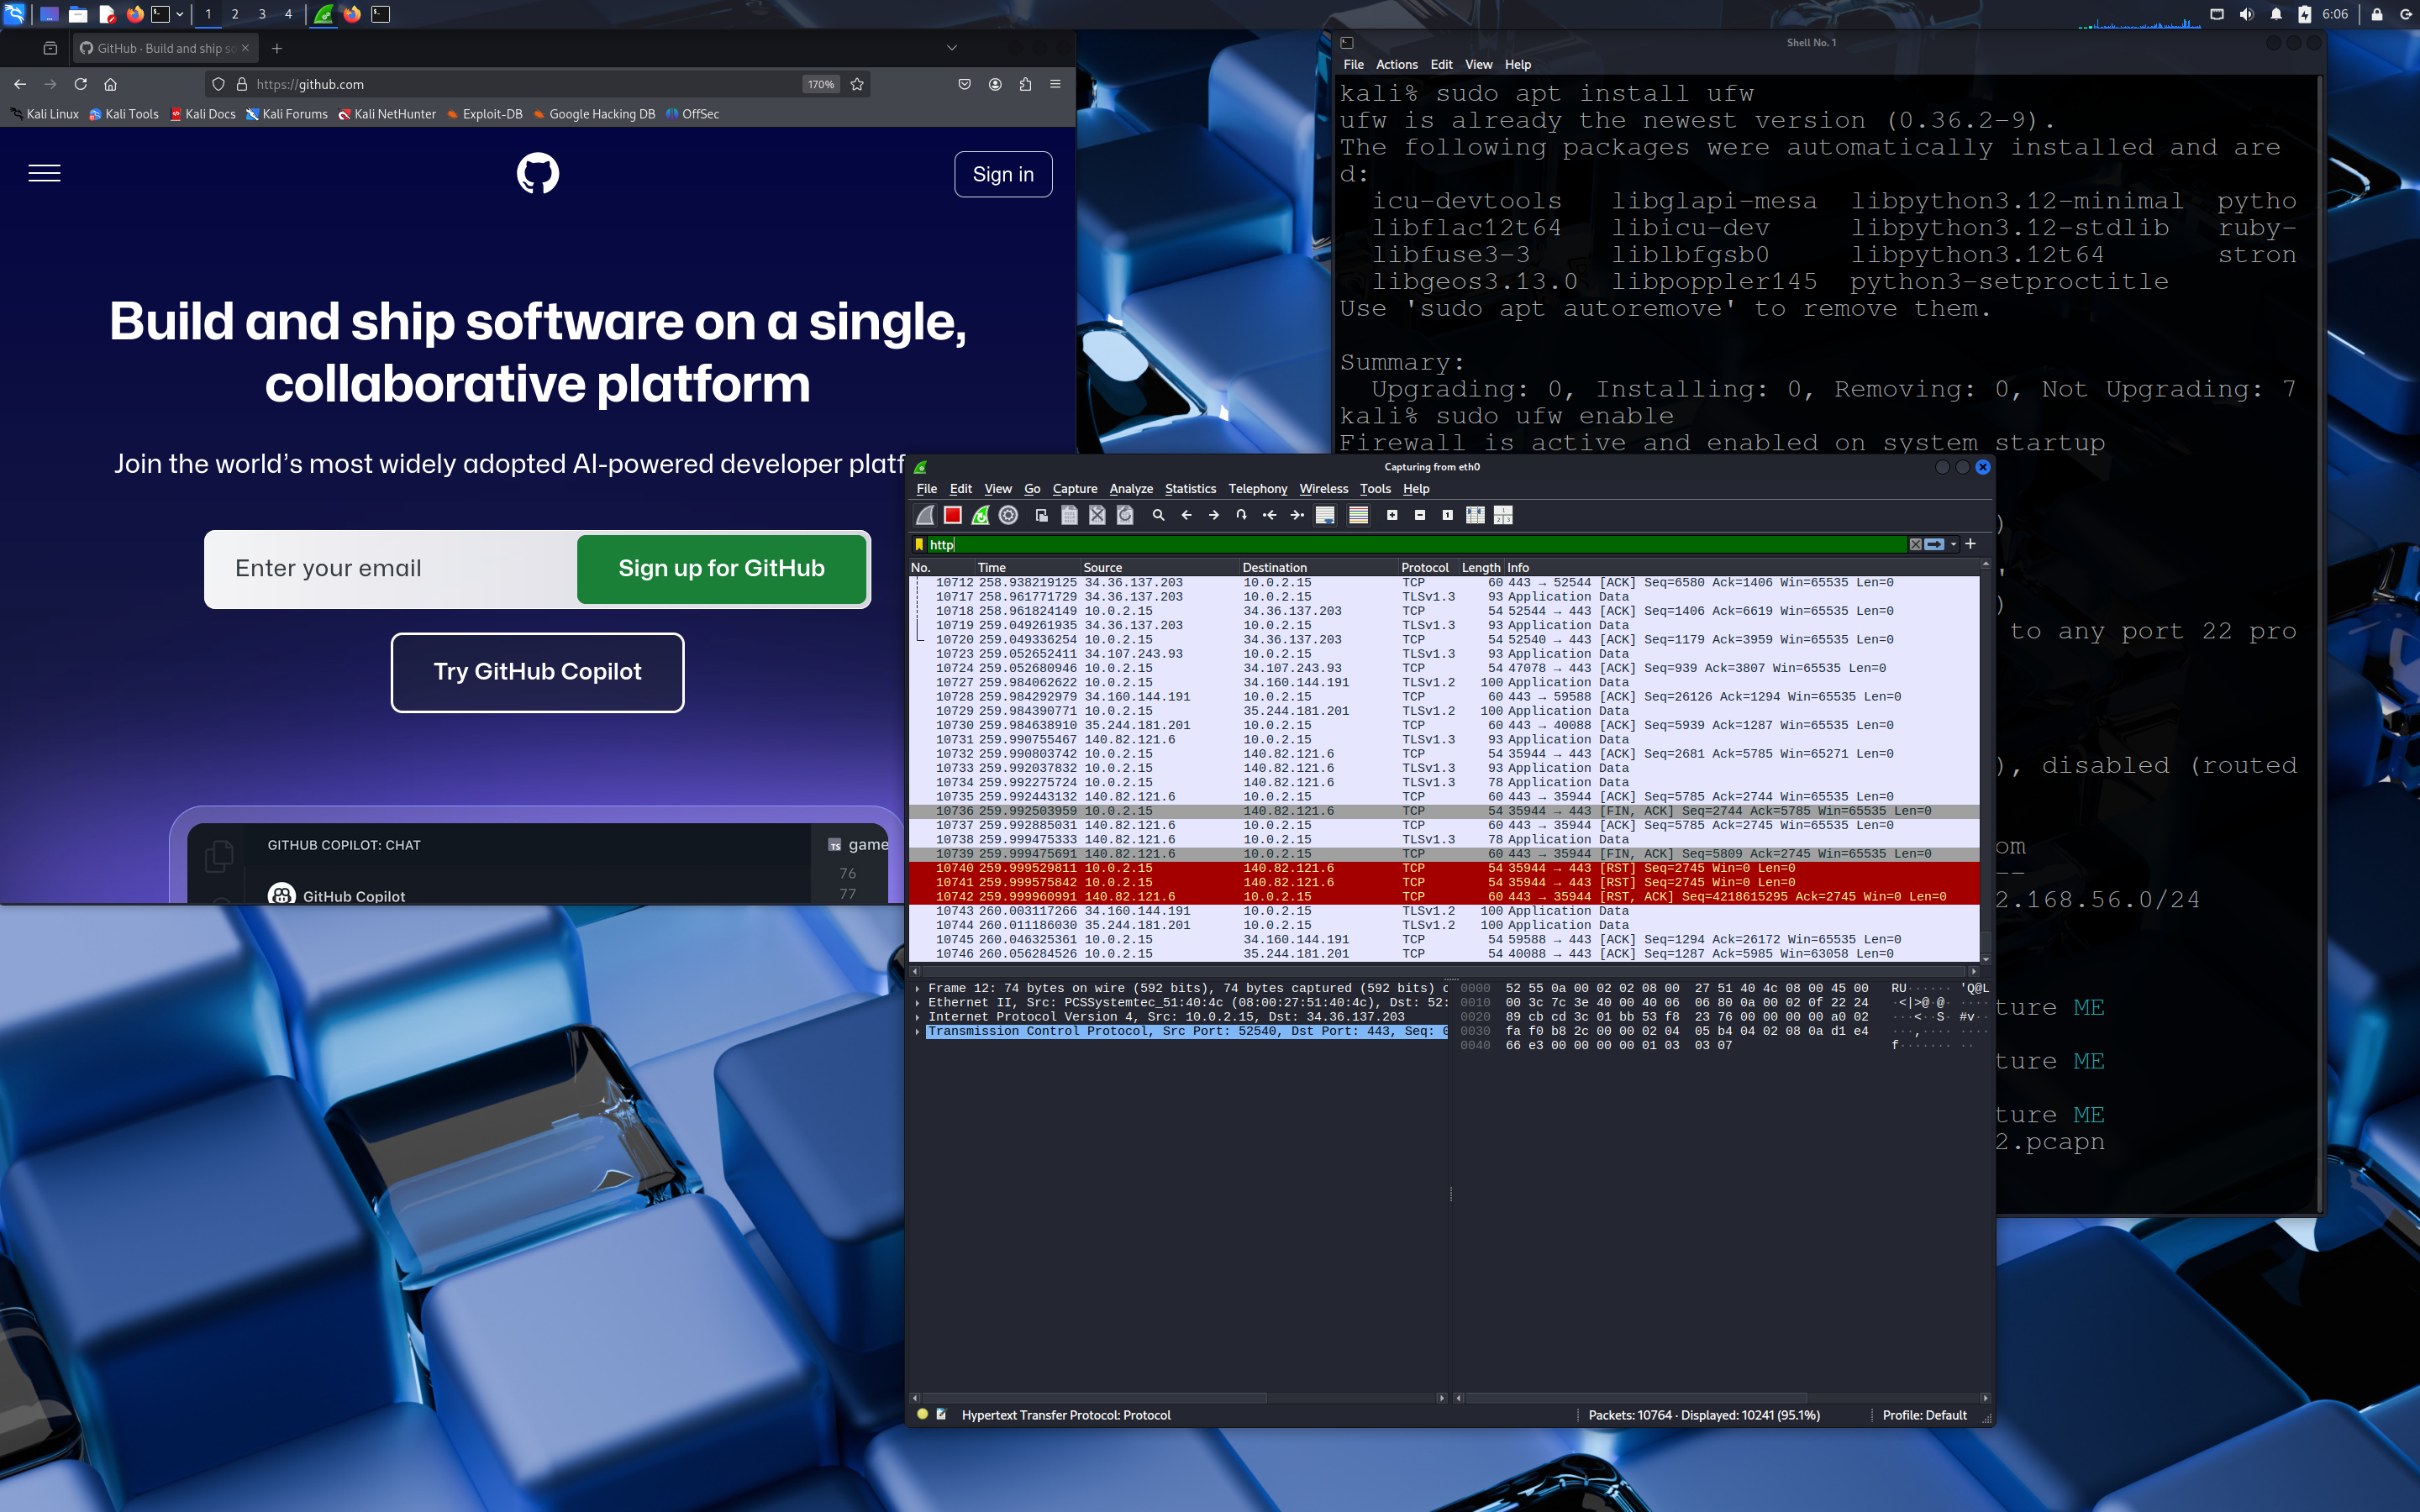 1 2 3 4
6:06
GitHub · Build and ship so
https://github.com
170%
Kali Linux Kali Tools Kali Docs Kali Forums Kali NetHunter Exploit-DB Google Hacking DB OffSec
Sign in
Build and ship software on a single,
collaborative platform
Join the world's most widely adopted AI-powered developer platf
Enter your email
Sign up for GitHub
Try GitHub Copilot
GITHUB COPILOT: CHAT
TS game
76
GitHub Copilot
77
Shell No. 1
File Actions Edit View Help
kali% sudo apt install ufw
ufw is already the newest version (0.36.2-9).
The following packages were automatically installed and are
d:
icu-devtools libglapi-mesa libpython3.12-minimal pytho
libflac12t64 libicu-dev libpython3.12-stdlib ruby-
libfuse3-3 liblbfgsb0 libpython3.12t64 stron
libgeos3.13.0 libpoppler145 python3-setproctitle
Use 'sudo apt autoremove' to remove them.
Summary:
Upgrading: 0, Installing: 0, Removing: 0, Not Upgrading: 7
kali% sudo ufw enable
Firewall is active and enabled on system startup
)
'
)
to any port 22 pro
), disabled (routed
om
--
2.168.56.0/24
ture ME
ture ME
ture ME
2.pcapn
Capturing from eth0
File Edit View Go Capture Analyze Statistics Telephony Wireless Tools Help
http
No. Time Source Destination Protocol Length Info
10712 258.938219125 34.36.137.203 10.0.2.15 TCP 60 443 → 52544 [ACK] Seq=6580 Ack=1406 Win=65535 Len=0
10717 258.961771729 34.36.137.203 10.0.2.15 TLSv1.3 93 Application Data
10718 258.961824149 10.0.2.15 34.36.137.203 TCP 54 52544 → 443 [ACK] Seq=1406 Ack=6619 Win=65535 Len=0
10719 259.049261935 34.36.137.203 10.0.2.15 TLSv1.3 93 Application Data
10720 259.049336254 10.0.2.15 34.36.137.203 TCP 54 52540 → 443 [ACK] Seq=1179 Ack=3959 Win=65535 Len=0
10723 259.052652411 34.107.243.93 10.0.2.15 TLSv1.3 93 Application Data
10724 259.052680946 10.0.2.15 34.107.243.93 TCP 54 47078 → 443 [ACK] Seq=939 Ack=3807 Win=65535 Len=0
10727 259.984062622 10.0.2.15 34.160.144.191 TLSv1.2 100 Application Data
10728 259.984292979 34.160.144.191 10.0.2.15 TCP 60 443 → 59588 [ACK] Seq=26126 Ack=1294 Win=65535 Len=0
10729 259.984390771 10.0.2.15 35.244.181.201 TLSv1.2 100 Application Data
10730 259.984638910 35.244.181.201 10.0.2.15 TCP 60 443 → 40088 [ACK] Seq=5939 Ack=1287 Win=65535 Len=0
10731 259.990755467 140.82.121.6 10.0.2.15 TLSv1.3 93 Application Data
10732 259.990803742 10.0.2.15 140.82.121.6 TCP 54 35944 → 443 [ACK] Seq=2681 Ack=5785 Win=65271 Len=0
10733 259.992037832 10.0.2.15 140.82.121.6 TLSv1.3 93 Application Data
10734 259.992275724 10.0.2.15 140.82.121.6 TLSv1.3 78 Application Data
10735 259.992443132 140.82.121.6 10.0.2.15 TCP 60 443 → 35944 [ACK] Seq=5785 Ack=2744 Win=65535 Len=0
10736 259.992503959 10.0.2.15 140.82.121.6 TCP 54 35944 → 443 [FIN, ACK] Seq=2744 Ack=5785 Win=65535 Len=0
10737 259.992885031 140.82.121.6 10.0.2.15 TCP 60 443 → 35944 [ACK] Seq=5785 Ack=2745 Win=65535 Len=0
10738 259.999475333 140.82.121.6 10.0.2.15 TLSv1.3 78 Application Data
10739 259.999475691 140.82.121.6 10.0.2.15 TCP 60 443 → 35944 [FIN, ACK] Seq=5809 Ack=2745 Win=65535 Len=0
10740 259.999529811 10.0.2.15 140.82.121.6 TCP 54 35944 → 443 [RST] Seq=2745 Win=0 Len=0
10741 259.999575842 10.0.2.15 140.82.121.6 TCP 54 35944 → 443 [RST] Seq=2745 Win=0 Len=0
10742 259.999960991 140.82.121.6 10.0.2.15 TCP 60 443 → 35944 [RST, ACK] Seq=4218615295 Ack=2745 Win=0 Len=0
10743 260.003117266 34.160.144.191 10.0.2.15 TLSv1.2 100 Application Data
10744 260.011186030 35.244.181.201 10.0.2.15 TLSv1.2 100 Application Data
10745 260.046325361 10.0.2.15 34.160.144.191 TCP 54 59588 → 443 [ACK] Seq=1294 Ack=26172 Win=65535 Len=0
10746 260.056284526 10.0.2.15 35.244.181.201 TCP 54 40088 → 443 [ACK] Seq=1287 Ack=5985 Win=63058 Len=0
Frame 12: 74 bytes on wire (592 bits), 74 bytes captured (592 bits) o
Ethernet II, Src: PCSSystemtec_51:40:4c (08:00:27:51:40:4c), Dst: 52:
Internet Protocol Version 4, Src: 10.0.2.15, Dst: 34.36.137.203
Transmission Control Protocol, Src Port: 52540, Dst Port: 443, Seq: 0
0000 52 55 0a 00 02 02 08 00 27 51 40 4c 08 00 45 00 RU······ 'Q@L
0010 00 3c 7c 3e 40 00 40 06 06 80 0a 00 02 0f 22 24 ·<|>@·@· ····
0020 89 cb cd 3c 01 bb 53 f8 23 76 00 00 00 00 a0 02 ···<··S· #v··
0030 fa f0 b8 2c 00 00 02 04 05 b4 04 02 08 0a d1 e4 ···,···· ····
0040 66 e3 00 00 00 00 01 03 03 07 f······· ··
Hypertext Transfer Protocol: Protocol
Packets: 10764 · Displayed: 10241 (95.1%)
Profile: Default